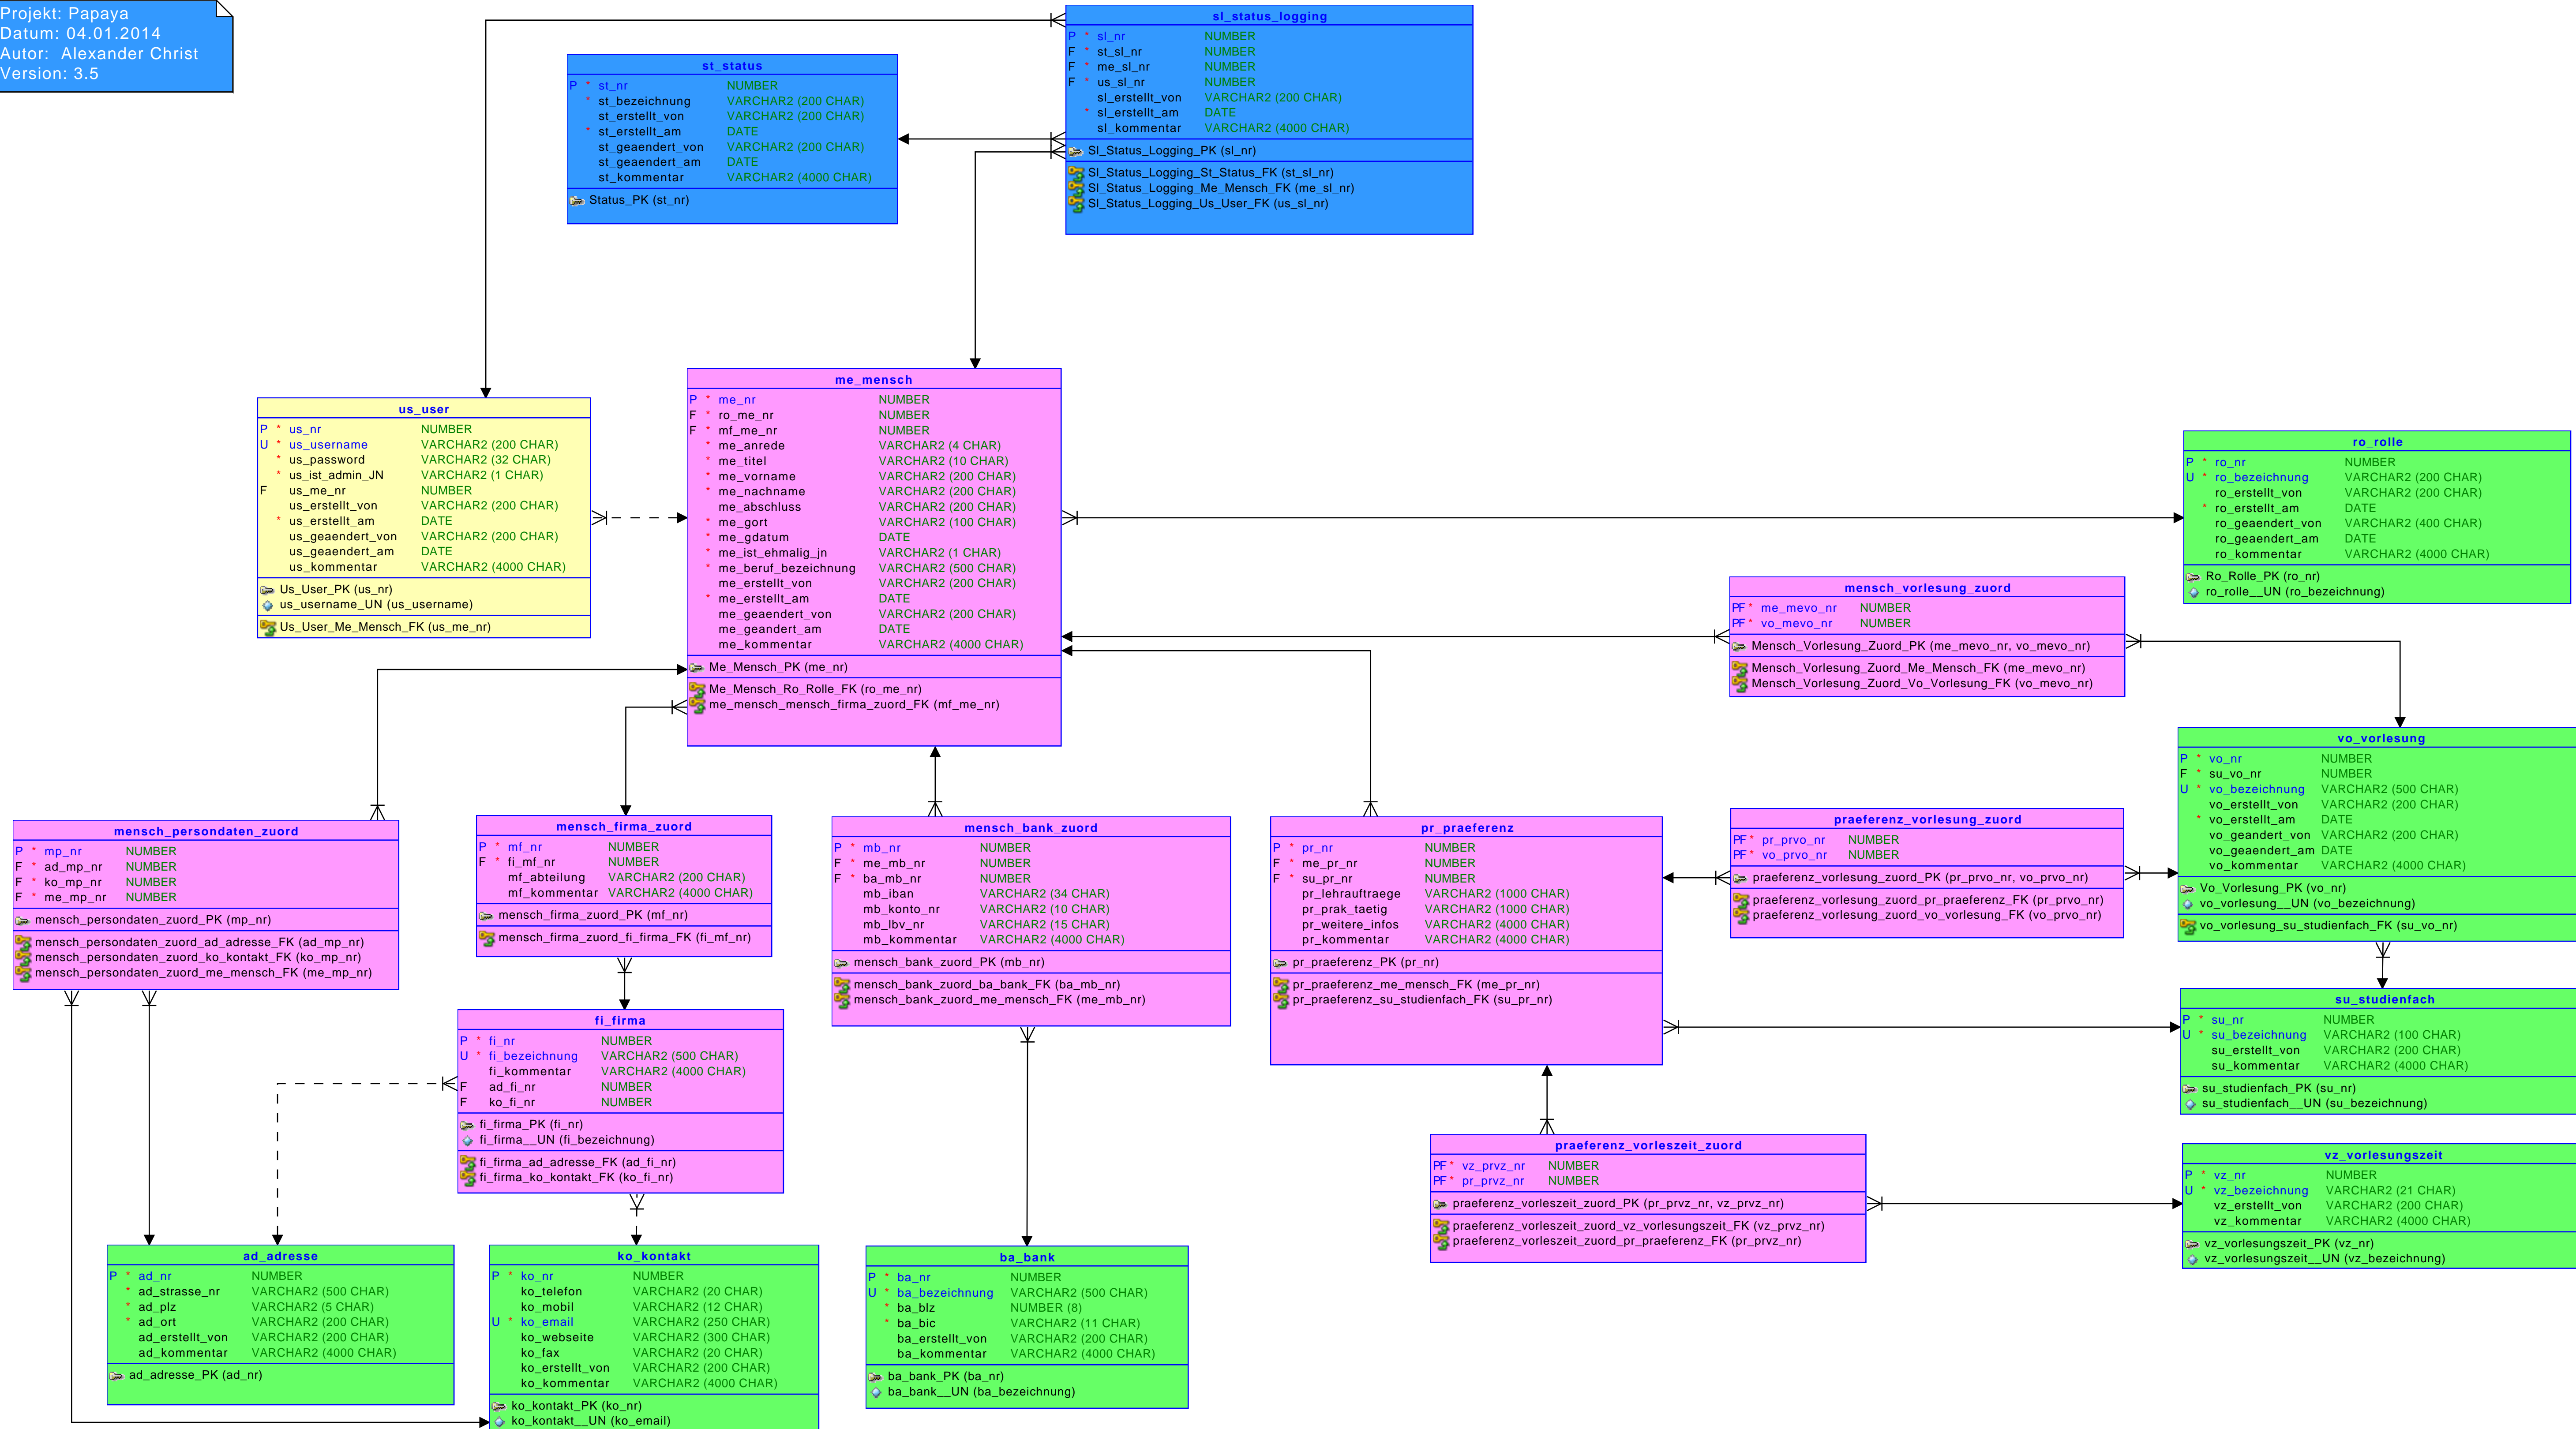 Projekt: Papaya
Datum: 04.01.2014
Autor: Alexander Christ
Version: 3.5
sl_status_logging
P * sl_nr NUMBER
F * st_sl_nr NUMBER
F * me_sl_nr NUMBER
F * us_sl_nr NUMBER
sl_erstellt_von VARCHAR2 (200 CHAR)
* sl_erstellt_am DATE
sl_kommentar VARCHAR2 (4000 CHAR)
Sl_Status_Logging_PK (sl_nr)
Sl_Status_Logging_St_Status_FK (st_sl_nr)
Sl_Status_Logging_Me_Mensch_FK (me_sl_nr)
Sl_Status_Logging_Us_User_FK (us_sl_nr)
st_status
P * st_nr NUMBER
* st_bezeichnung VARCHAR2 (200 CHAR)
st_erstellt_von VARCHAR2 (200 CHAR)
* st_erstellt_am DATE
st_geaendert_von VARCHAR2 (200 CHAR)
st_geaendert_am DATE
st_kommentar VARCHAR2 (4000 CHAR)
Status_PK (st_nr)
us_user
P * us_nr NUMBER
U * us_username VARCHAR2 (200 CHAR)
* us_password VARCHAR2 (32 CHAR)
* us_ist_admin_JN VARCHAR2 (1 CHAR)
F us_me_nr NUMBER
us_erstellt_von VARCHAR2 (200 CHAR)
* us_erstellt_am DATE
us_geaendert_von VARCHAR2 (200 CHAR)
us_geaendert_am DATE
us_kommentar VARCHAR2 (4000 CHAR)
Us_User_PK (us_nr)
us_username_UN (us_username)
Us_User_Me_Mensch_FK (us_me_nr)
me_mensch
P * me_nr NUMBER
F * ro_me_nr NUMBER
F * mf_me_nr NUMBER
* me_anrede VARCHAR2 (4 CHAR)
* me_titel VARCHAR2 (10 CHAR)
* me_vorname VARCHAR2 (200 CHAR)
* me_nachname VARCHAR2 (200 CHAR)
me_abschluss VARCHAR2 (200 CHAR)
* me_gort VARCHAR2 (100 CHAR)
* me_gdatum DATE
* me_ist_ehmalig_jn VARCHAR2 (1 CHAR)
* me_beruf_bezeichnung VARCHAR2 (500 CHAR)
me_erstellt_von VARCHAR2 (200 CHAR)
* me_erstellt_am DATE
me_geaendert_von VARCHAR2 (200 CHAR)
me_geandert_am DATE
me_kommentar VARCHAR2 (4000 CHAR)
Me_Mensch_PK (me_nr)
Me_Mensch_Ro_Rolle_FK (ro_me_nr)
me_mensch_mensch_firma_zuord_FK (mf_me_nr)
ro_rolle
P * ro_nr NUMBER
U * ro_bezeichnung VARCHAR2 (200 CHAR)
ro_erstellt_von VARCHAR2 (200 CHAR)
* ro_erstellt_am DATE
ro_geaendert_von VARCHAR2 (400 CHAR)
ro_geaendert_am DATE
ro_kommentar VARCHAR2 (4000 CHAR)
Ro_Rolle_PK (ro_nr)
ro_rolle__UN (ro_bezeichnung)
mensch_vorlesung_zuord
PF * me_mevo_nr NUMBER
PF * vo_mevo_nr NUMBER
Mensch_Vorlesung_Zuord_PK (me_mevo_nr, vo_mevo_nr)
Mensch_Vorlesung_Zuord_Me_Mensch_FK (me_mevo_nr)
Mensch_Vorlesung_Zuord_Vo_Vorlesung_FK (vo_mevo_nr)
vo_vorlesung
P * vo_nr NUMBER
F * su_vo_nr NUMBER
U * vo_bezeichnung VARCHAR2 (500 CHAR)
vo_erstellt_von VARCHAR2 (200 CHAR)
* vo_erstellt_am DATE
vo_geandert_von VARCHAR2 (200 CHAR)
vo_geaendert_am DATE
vo_kommentar VARCHAR2 (4000 CHAR)
Vo_Vorlesung_PK (vo_nr)
vo_vorlesung__UN (vo_bezeichnung)
vo_vorlesung_su_studienfach_FK (su_vo_nr)
mensch_persondaten_zuord
P * mp_nr NUMBER
F * ad_mp_nr NUMBER
F * ko_mp_nr NUMBER
F * me_mp_nr NUMBER
mensch_persondaten_zuord_PK (mp_nr)
mensch_persondaten_zuord_ad_adresse_FK (ad_mp_nr)
mensch_persondaten_zuord_ko_kontakt_FK (ko_mp_nr)
mensch_persondaten_zuord_me_mensch_FK (me_mp_nr)
mensch_firma_zuord
P * mf_nr NUMBER
F * fi_mf_nr NUMBER
mf_abteilung VARCHAR2 (200 CHAR)
mf_kommentar VARCHAR2 (4000 CHAR)
mensch_firma_zuord_PK (mf_nr)
mensch_firma_zuord_fi_firma_FK (fi_mf_nr)
mensch_bank_zuord
P * mb_nr NUMBER
F * me_mb_nr NUMBER
F * ba_mb_nr NUMBER
mb_iban VARCHAR2 (34 CHAR)
mb_konto_nr VARCHAR2 (10 CHAR)
mb_lbv_nr VARCHAR2 (15 CHAR)
mb_kommentar VARCHAR2 (4000 CHAR)
mensch_bank_zuord_PK (mb_nr)
mensch_bank_zuord_ba_bank_FK (ba_mb_nr)
mensch_bank_zuord_me_mensch_FK (me_mb_nr)
pr_praeferenz
P * pr_nr NUMBER
F * me_pr_nr NUMBER
F * su_pr_nr NUMBER
pr_lehrauftraege VARCHAR2 (1000 CHAR)
pr_prak_taetig VARCHAR2 (1000 CHAR)
pr_weitere_infos VARCHAR2 (4000 CHAR)
pr_kommentar VARCHAR2 (4000 CHAR)
pr_praeferenz_PK (pr_nr)
pr_praeferenz_me_mensch_FK (me_pr_nr)
pr_praeferenz_su_studienfach_FK (su_pr_nr)
praeferenz_vorlesung_zuord
PF * pr_prvo_nr NUMBER
PF * vo_prvo_nr NUMBER
praeferenz_vorlesung_zuord_PK (pr_prvo_nr, vo_prvo_nr)
praeferenz_vorlesung_zuord_pr_praeferenz_FK (pr_prvo_nr)
praeferenz_vorlesung_zuord_vo_vorlesung_FK (vo_prvo_nr)
su_studienfach
P * su_nr NUMBER
U * su_bezeichnung VARCHAR2 (100 CHAR)
su_erstellt_von VARCHAR2 (200 CHAR)
su_kommentar VARCHAR2 (4000 CHAR)
su_studienfach_PK (su_nr)
su_studienfach__UN (su_bezeichnung)
fi_firma
P * fi_nr NUMBER
U * fi_bezeichnung VARCHAR2 (500 CHAR)
fi_kommentar VARCHAR2 (4000 CHAR)
F ad_fi_nr NUMBER
F ko_fi_nr NUMBER
fi_firma_PK (fi_nr)
fi_firma__UN (fi_bezeichnung)
fi_firma_ad_adresse_FK (ad_fi_nr)
fi_firma_ko_kontakt_FK (ko_fi_nr)
praeferenz_vorleszeit_zuord
PF * vz_prvz_nr NUMBER
PF * pr_prvz_nr NUMBER
praeferenz_vorleszeit_zuord_PK (pr_prvz_nr, vz_prvz_nr)
praeferenz_vorleszeit_zuord_vz_vorlesungszeit_FK (vz_prvz_nr)
praeferenz_vorleszeit_zuord_pr_praeferenz_FK (pr_prvz_nr)
vz_vorlesungszeit
P * vz_nr NUMBER
U * vz_bezeichnung VARCHAR2 (21 CHAR)
vz_erstellt_von VARCHAR2 (200 CHAR)
vz_kommentar VARCHAR2 (4000 CHAR)
vz_vorlesungszeit_PK (vz_nr)
vz_vorlesungszeit__UN (vz_bezeichnung)
ad_adresse
P * ad_nr NUMBER
* ad_strasse_nr VARCHAR2 (500 CHAR)
* ad_plz VARCHAR2 (5 CHAR)
* ad_ort VARCHAR2 (200 CHAR)
ad_erstellt_von VARCHAR2 (200 CHAR)
ad_kommentar VARCHAR2 (4000 CHAR)
ad_adresse_PK (ad_nr)
ko_kontakt
P * ko_nr NUMBER
ko_telefon VARCHAR2 (20 CHAR)
ko_mobil VARCHAR2 (12 CHAR)
U * ko_email VARCHAR2 (250 CHAR)
ko_webseite VARCHAR2 (300 CHAR)
ko_fax VARCHAR2 (20 CHAR)
ko_erstellt_von VARCHAR2 (200 CHAR)
ko_kommentar VARCHAR2 (4000 CHAR)
ko_kontakt_PK (ko_nr)
ko_kontakt__UN (ko_email)
ba_bank
P * ba_nr NUMBER
U * ba_bezeichnung VARCHAR2 (500 CHAR)
* ba_blz NUMBER (8)
* ba_bic VARCHAR2 (11 CHAR)
ba_erstellt_von VARCHAR2 (200 CHAR)
ba_kommentar VARCHAR2 (4000 CHAR)
ba_bank_PK (ba_nr)
ba_bank__UN (ba_bezeichnung)